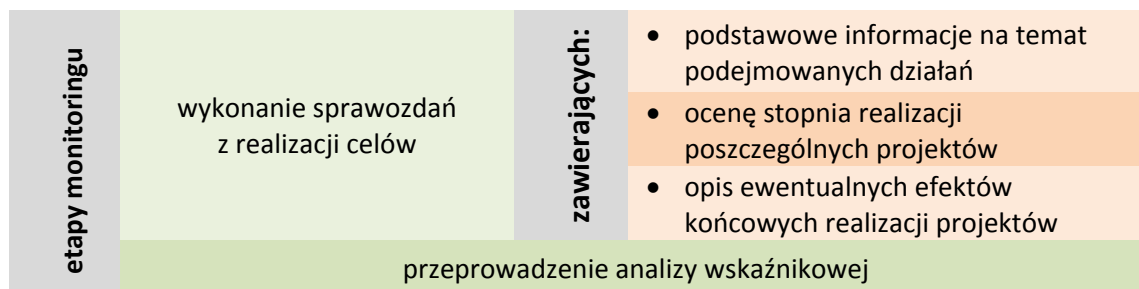 etapy monitoringu
wykonanie sprawozdań
z realizacji celów
zawierających:
• podstawowe informacje na temat
podejmowanych działań
• ocenę stopnia realizacji
poszczególnych projektów
• opis ewentualnych efektów
końcowych realizacji projektów
przeprowadzenie analizy wskaźnikowej